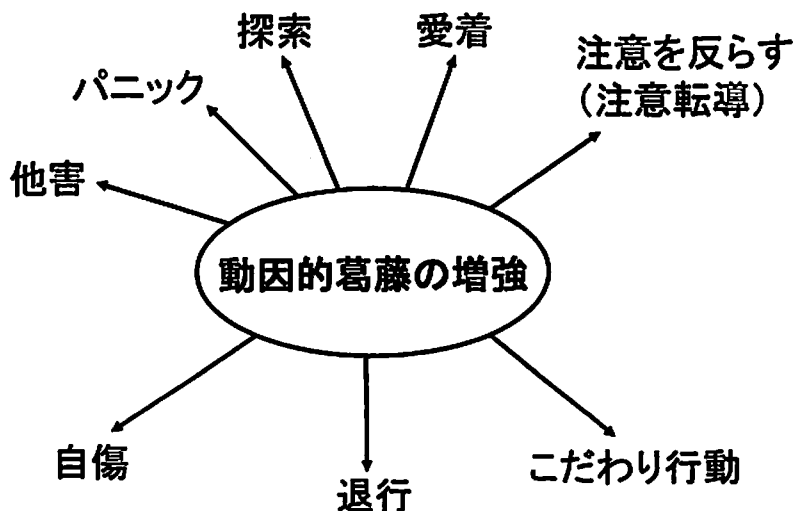 探索
愛着
注意を反らす
(注意転導)
パニック
他害
動因的葛藤の増強
自傷
退行
こだわり行動